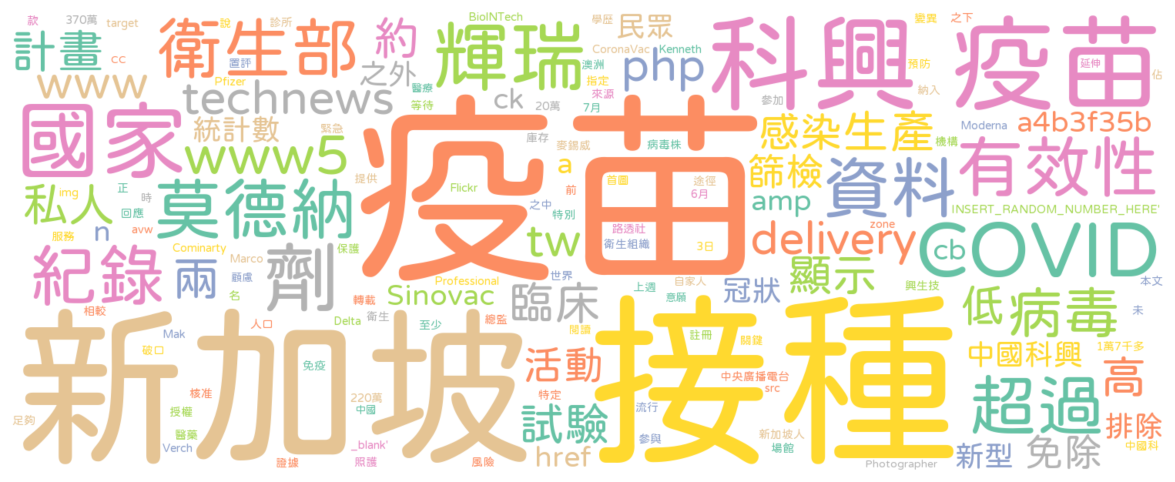 款
370萬
target
說
診所
BioNTech
學歷
民眾
變異
之下
計畫
cc
衛生部
置評
約
輝瑞
CoronaVac
Kenneth
澳洲
php
科興
預防
疫苗
延伸
佔
www
technews
Pfizer
之外
醫療
等待
ck
20萬
指定
來源
7月
參加
納入
國家
統計數
緊急
庫存
麥錫威
病毒株
感染生產
Moderna
機構
a4b3f35b
www5
提供
疫苗
a
首圖
途徑
6月
篩檢
資料
有效性
img
正
時
私人
回應
莫德納
Flickr
之中
前
特別
amp
INSERT_RANDOM_NUMBER_HERE'
服務
avw
n
Cominarty
保護
tw
路透社
衛生組織
3日
delivery
zone
cb
COVID
紀錄
兩
Marco
顧慮
名
劑
Professional
轉載
Sinovac
世界
臨床
上週
自家人
意願
冠狀
顯示
興生技
本文
低
病毒
未
相較
新加坡
Mak
破口
人口
Delta
衛生
至少
總監
閱讀
接種
註冊
關鍵
中國科興
1萬7千多
免疫
活動
中央廣播電台
src
高
核准
220萬
中國
特定
超過
足夠
授權
醫藥
Verch
_blank'
試驗
流行
參與
新加坡人
場館
排除
證據
照護
風險
href
Photographer
新型
免除
中國科